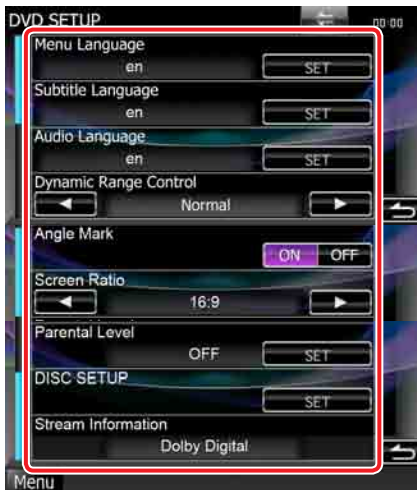 DVD SETUP
00:00
Menu Language
en
SET
Subtitle Language
en
SET
Audio Language
en
SET
Dynamic Range Control
Normal
Angle Mark
ON OFF
Screen Ratio
16:9
Parental Level
OFF
SET
DISC SETUP
SET
Stream Information
Dolby Digital
Menu